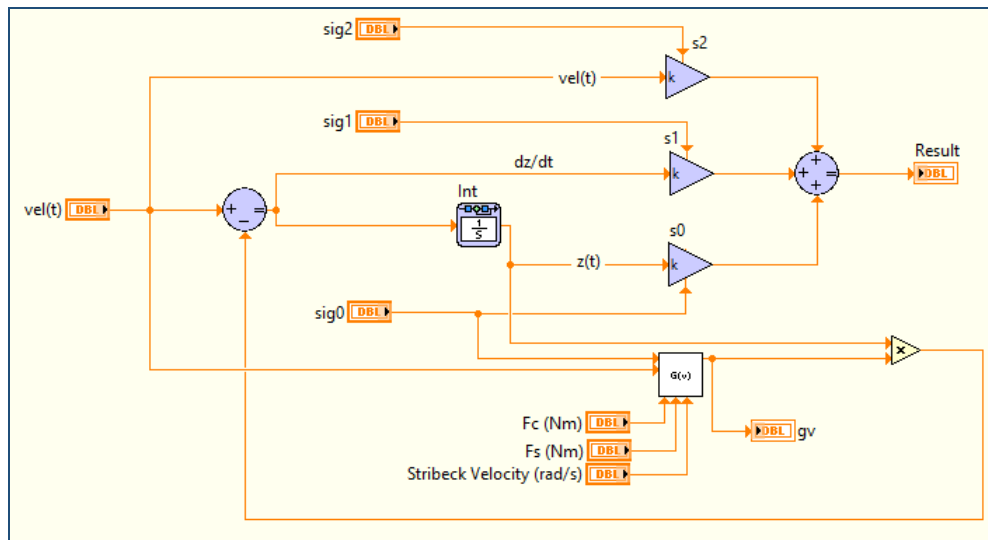 sig2
DBL
s2
vel(t)
k
sig1
DBL
s1
dz/dt
k
Result
+
+
+
DBL
vel(t)
DBL
+
−
=
=
Int
1
S
s0
z(t)
k
sig0
DBL
G(v)
×
Fc (Nm)
DBL
DBL
gv
Fs (Nm)
DBL
Stribeck Velocity (rad/s)
DBL